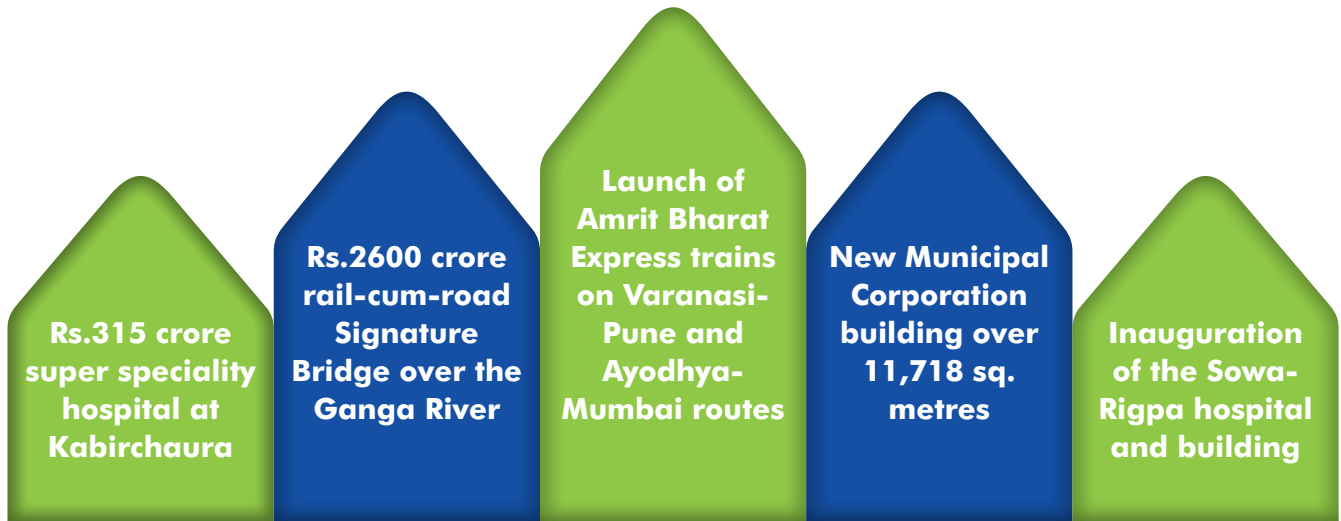 Rs.315 crore
super speciality
hospital at
Kabirchaura
Rs.2600 crore
rail-cum-road
Signature
Bridge over the
Ganga River
Launch of
Amrit Bharat
Express trains
on Varanasi-
Pune and
Ayodhya-
Mumbai routes
New Municipal
Corporation
building over
11,718 sq.
metres
Inauguration
of the Sowa-
Rigpa hospital
and building